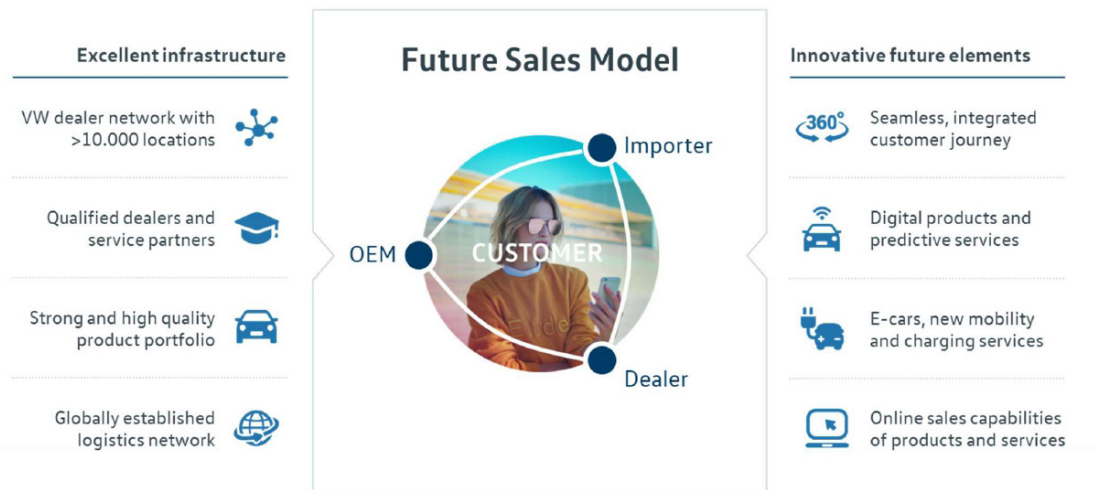 Excellent infrastructure
VW dealer network with
>10.000 locations
Qualified dealers and
service partners
Strong and high quality
product portfolio
Globally established
logistics network
Future Sales Model
Importer
OEM
CUSTOMER
Dealer
Innovative future elements
360°
Seamless, integrated
customer journey
Digital products and
predictive services
E-cars, new mobility
and charging services
Online sales capabilities
of products and services